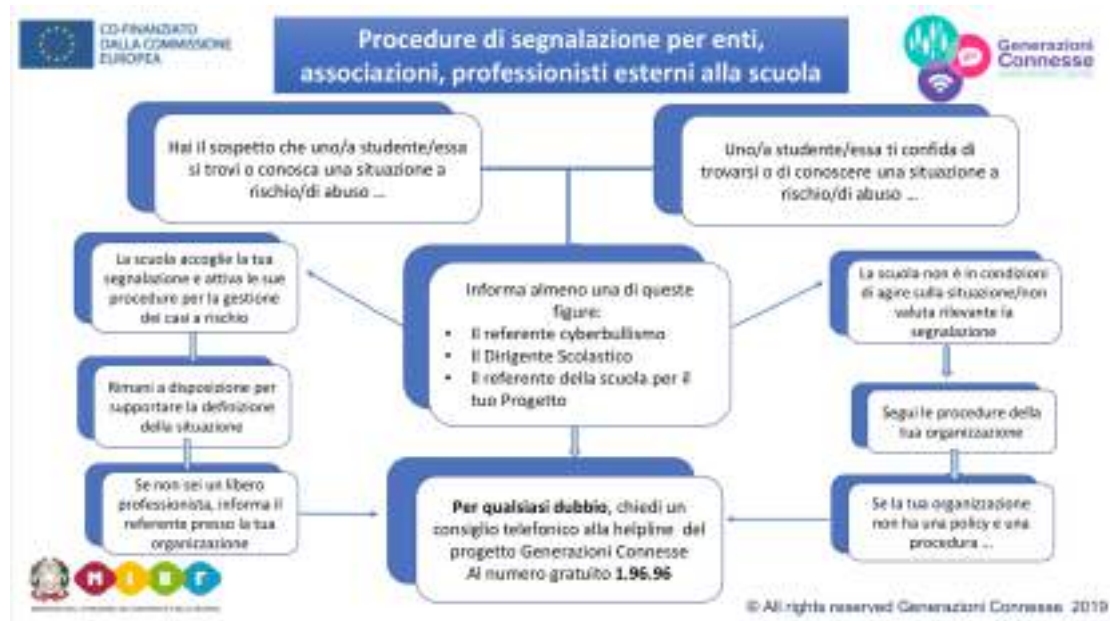 CO-FINANZIATO
DALLA COMMISSIONE
EUROPEA
Procedure di segnalazione per enti,
associazioni, professionisti esterni alla scuola
Generazioni
Connesse
Hai il sospetto che uno/a studente/essa
si trovi o conosca una situazione a
rischio/di abuso ...
Uno/a studente/essa ti confida di
trovarsi o di conoscere una situazione a
rischio/di abuso ...
La scuola accoglie la tua
segnalazione e attiva le sue
procedure per la gestione
dei casi a rischio
Informa almeno una di queste
figure:
• Il referente cyberbullismo
• Il Dirigente Scolastico
• Il referente della scuola per il
tuo Progetto
La scuola non è in condizioni
di agire sulla situazione/non
valuta rilevante la
segnalazione
Rimani a disposizione per
supportare la definizione
della situazione
Segui le procedure della
tua organizzazione
Se non sei un libero
professionista, informa il
referente presso la tua
organizzazione
Per qualsiasi dubbio, chiedi un
consiglio telefonico alla helpline del
progetto Generazioni Connesse
Al numero gratuito 1.96.96
Se la tua organizzazione
non ha una policy e una
procedura ...
MIUR
© All rights reserved Generazioni Connesse 2019